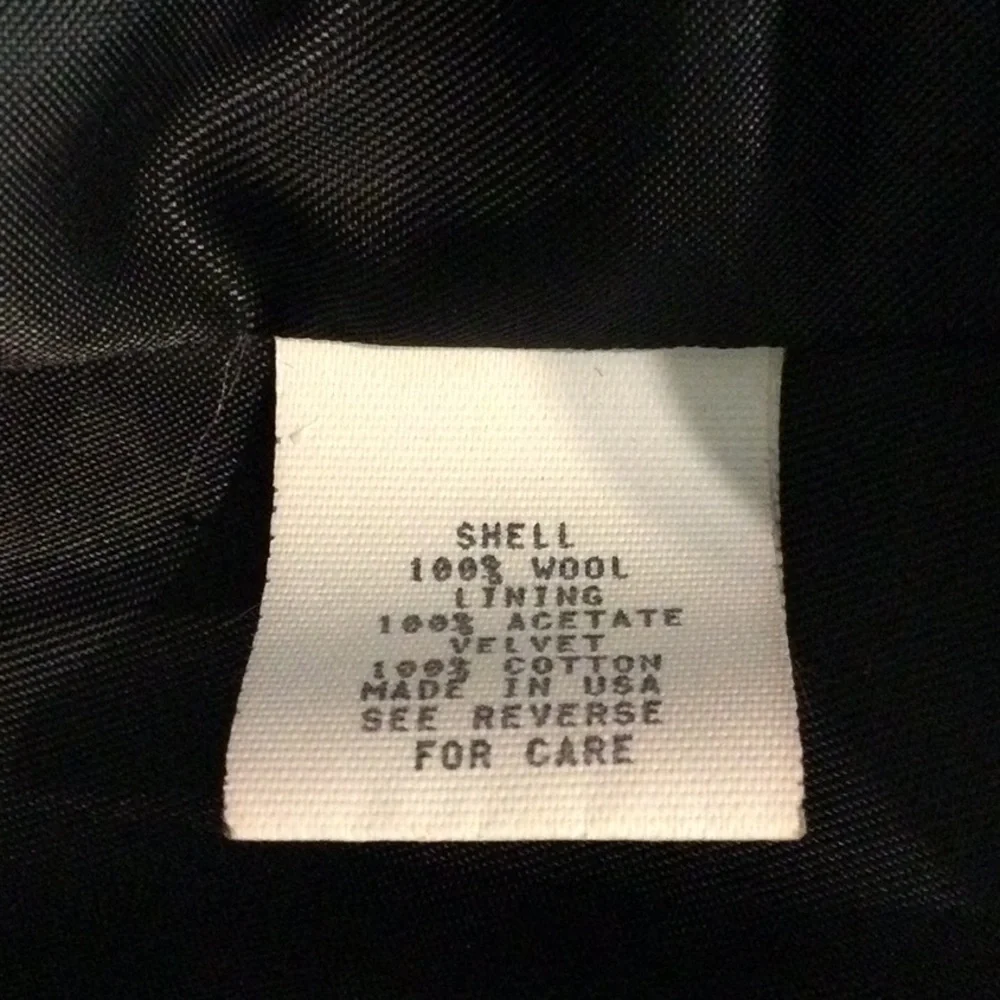 SHELL
100% WOOL
LINING
100% ACETATE
VELVET
100% COTTON
MADE IN USA
SEE REVERSE
FOR CARE